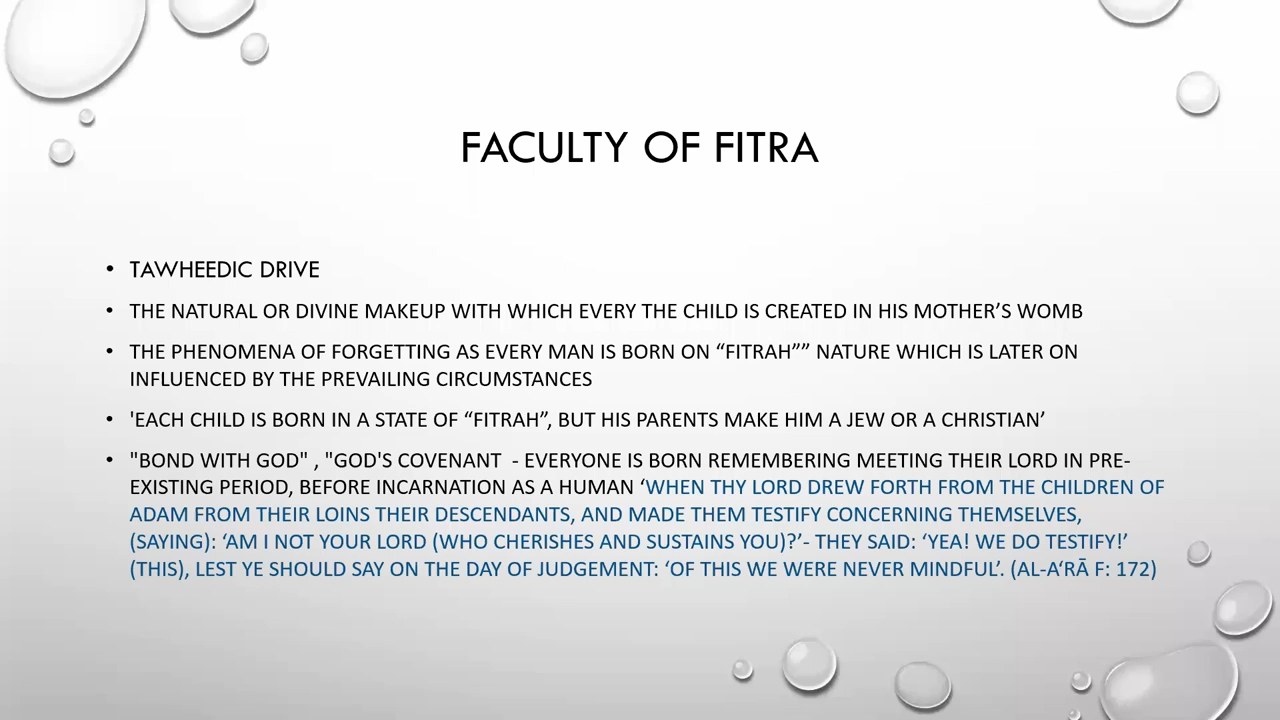 FACULTY OF FITRA
• TAWHEEDIC DRIVE
• THE NATURAL OR DIVINE MAKEUP WITH WHICH EVERY THE CHILD IS CREATED IN HIS MOTHER’S WOMB
• THE PHENOMENA OF FORGETTING AS EVERY MAN IS BORN ON “FITRAH”” NATURE WHICH IS LATER ON
INFLUENCED BY THE PREVAILING CIRCUMSTANCES
• 'EACH CHILD IS BORN IN A STATE OF “FITRAH”, BUT HIS PARENTS MAKE HIM A JEW OR A CHRISTIAN’
• "BOND WITH GOD" , "GOD'S COVENANT - EVERYONE IS BORN REMEMBERING MEETING THEIR LORD IN PRE-
EXISTING PERIOD, BEFORE INCARNATION AS A HUMAN ‘WHEN THY LORD DREW FORTH FROM THE CHILDREN OF
ADAM FROM THEIR LOINS THEIR DESCENDANTS, AND MADE THEM TESTIFY CONCERNING THEMSELVES,
(SAYING): ‘AM I NOT YOUR LORD (WHO CHERISHES AND SUSTAINS YOU)?’- THEY SAID: ‘YEA! WE DO TESTIFY!’
(THIS), LEST YE SHOULD SAY ON THE DAY OF JUDGEMENT: ‘OF THIS WE WERE NEVER MINDFUL’. (AL-A‘RĀ F: 172)